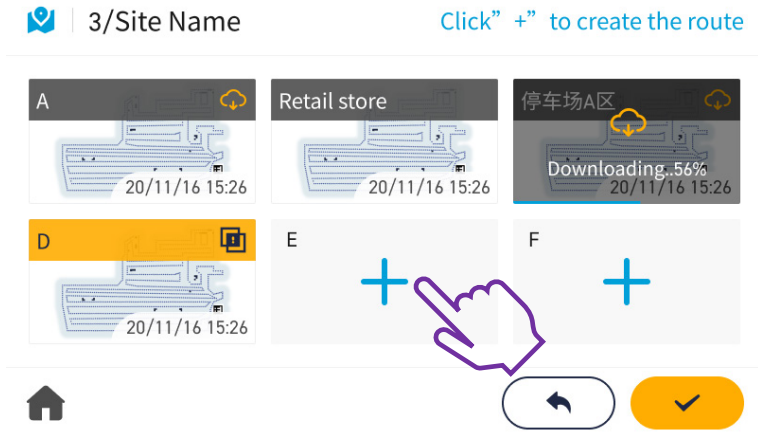 3/Site Name
Click” +” to create the route
A
Retail store
停车场A区
Downloading..56%
20/11/16 15:26
20/11/16 15:26
20/11/16 15:26
D
E
F
20/11/16 15:26